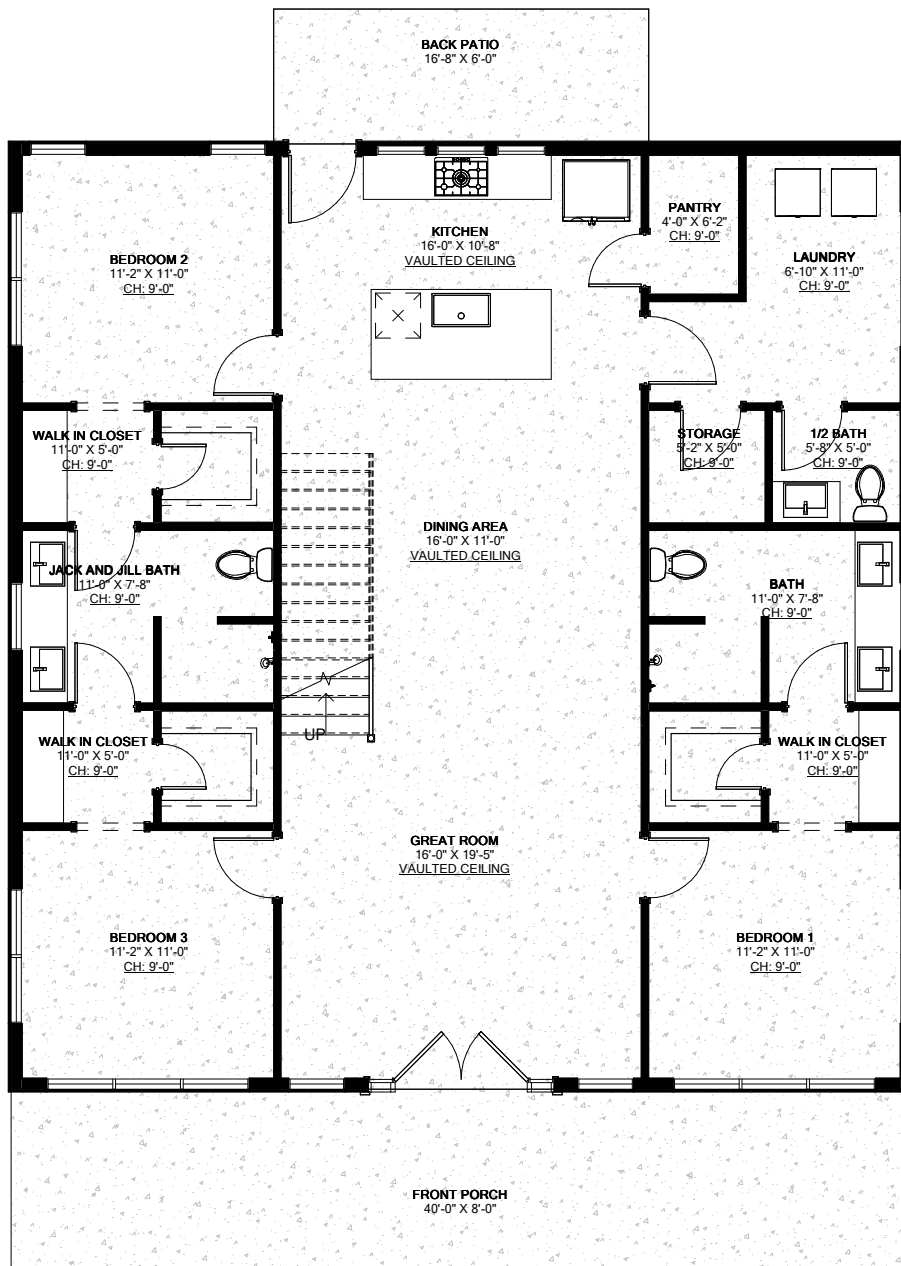 BACK PATIO
16'-8" X 6'-0"
PANTRY
4'-0" X 6'-2"
CH: 9'-0"
KITCHEN
16'-0" X 10'-8"
VAULTED CEILING
BEDROOM 2
11'-2" X 11'-0"
CH: 9'-0"
LAUNDRY
6'-10" X 11'-0"
CH: 9'-0"
WALK IN CLOSET
11'-0" X 5'-0"
CH: 9'-0"
STORAGE
5'-2" X 5'-0"
CH: 9'-0"
1/2 BATH
5'-8" X 5'-0"
CH: 9'-0"
DINING AREA
16'-0" X 11'-0"
VAULTED CEILING
JACK AND JILL BATH
11'-0" X 7'-8"
CH: 9'-0"
BATH
11'-0" X 7'-8"
CH: 9'-0"
UP
WALK IN CLOSET
11'-0" X 5'-0"
CH: 9'-0"
WALK IN CLOSET
11'-0" X 5'-0"
CH: 9'-0"
GREAT ROOM
16'-0" X 19'-5"
VAULTED CEILING
BEDROOM 3
11'-2" X 11'-0"
CH: 9'-0"
BEDROOM 1
11'-2" X 11'-0"
CH: 9'-0"
FRONT PORCH
40'-0" X 8'-0"